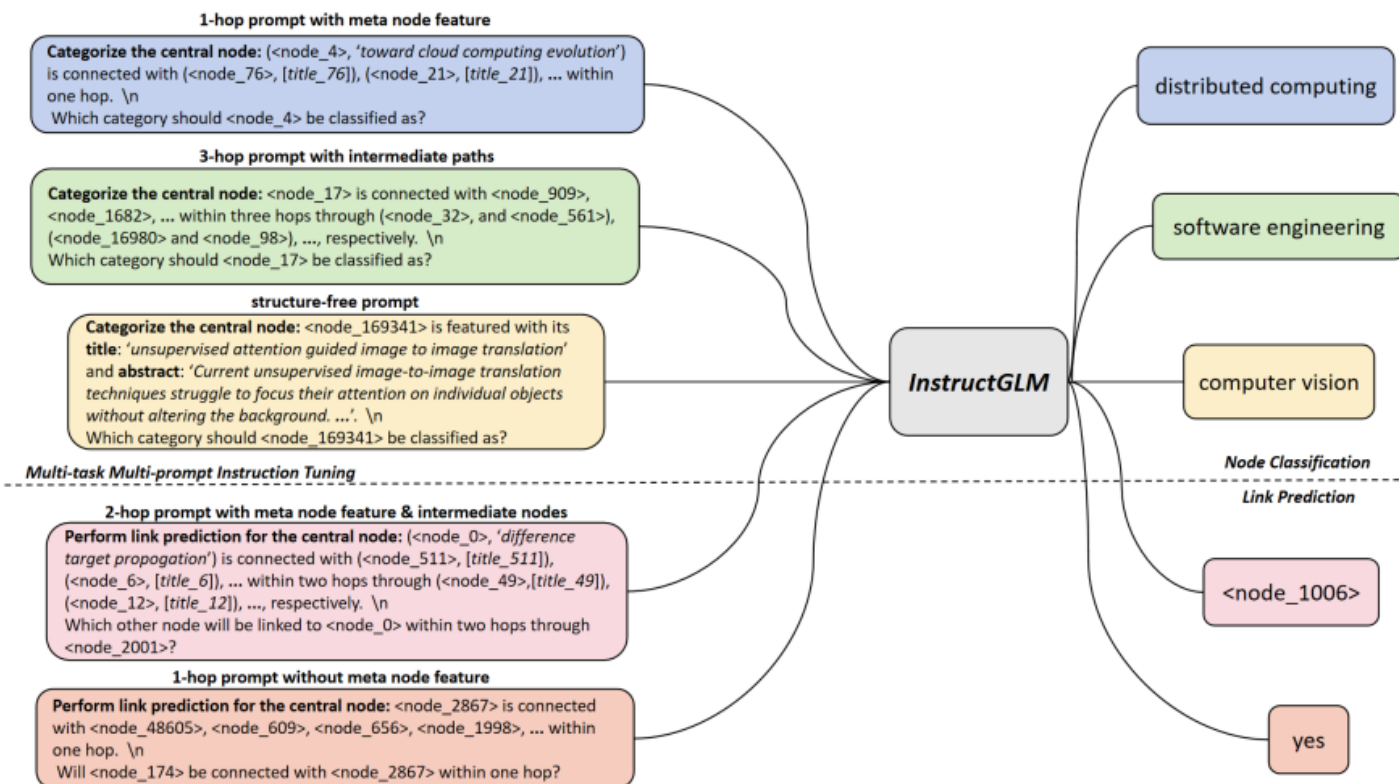 1-hop prompt with meta node feature
Categorize the central node: (<node_4>, ‘toward cloud computing evolution’)
is connected with (<node_76>, [title_76]), (<node_21>, [title_21]), ... within
one hop. \n
Which category should <node_4> be classified as?
3-hop prompt with intermediate paths
Categorize the central node: <node_17> is connected with <node_909>,
<node_1682>, ... within three hops through (<node_32>, and <node_561>),
(<node_16980> and <node_98>), ..., respectively. \n
Which category should <node_17> be classified as?
structure-free prompt
Categorize the central node: <node_169341> is featured with its
title: ‘unsupervised attention guided image to image translation’
and abstract: ‘Current unsupervised image-to-image translation
techniques struggle to focus their attention on individual objects
without altering the background. ...’. \n
Which category should <node_169341> be classified as?
Multi-task Multi-prompt Instruction Tuning
2-hop prompt with meta node feature & intermediate nodes
Perform link prediction for the central node: (<node_0>, ‘difference
target propogation’) is connected with (<node_511>, [title_511]),
(<node_6>, [title_6]), ... within two hops through (<node_49>,[title_49]),
(<node_12>, [title_12]), ..., respectively. \n
Which other node will be linked to <node_0> within two hops through
<node_2001>?
1-hop prompt without meta node feature
Perform link prediction for the central node: <node_2867> is connected
with <node_48605>, <node_609>, <node_656>, <node_1998>, ... within
one hop. \n
Will <node_174> be connected with <node_2867> within one hop?
InstructGLM
distributed computing
software engineering
computer vision
Node Classification
Link Prediction
<node_1006>
yes